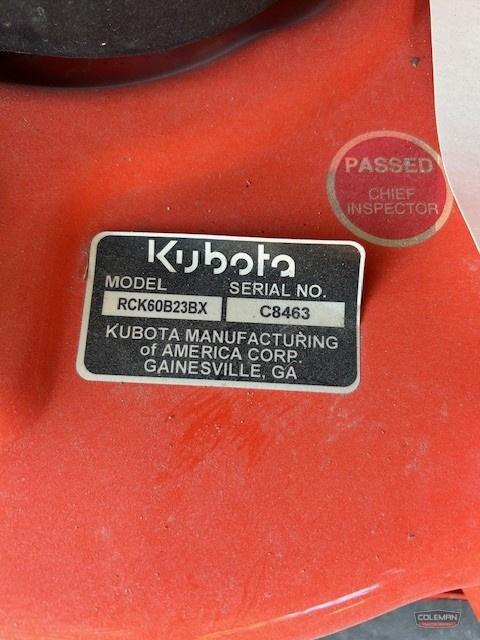 PASSED
CHIEF
INSPECTOR
Kubota
MODEL SERIAL NO.
RCK60B23BX C8463
KUBOTA MANUFACTURING
of AMERICA CORP.
GAINESVILLE, GA
COLEMAN